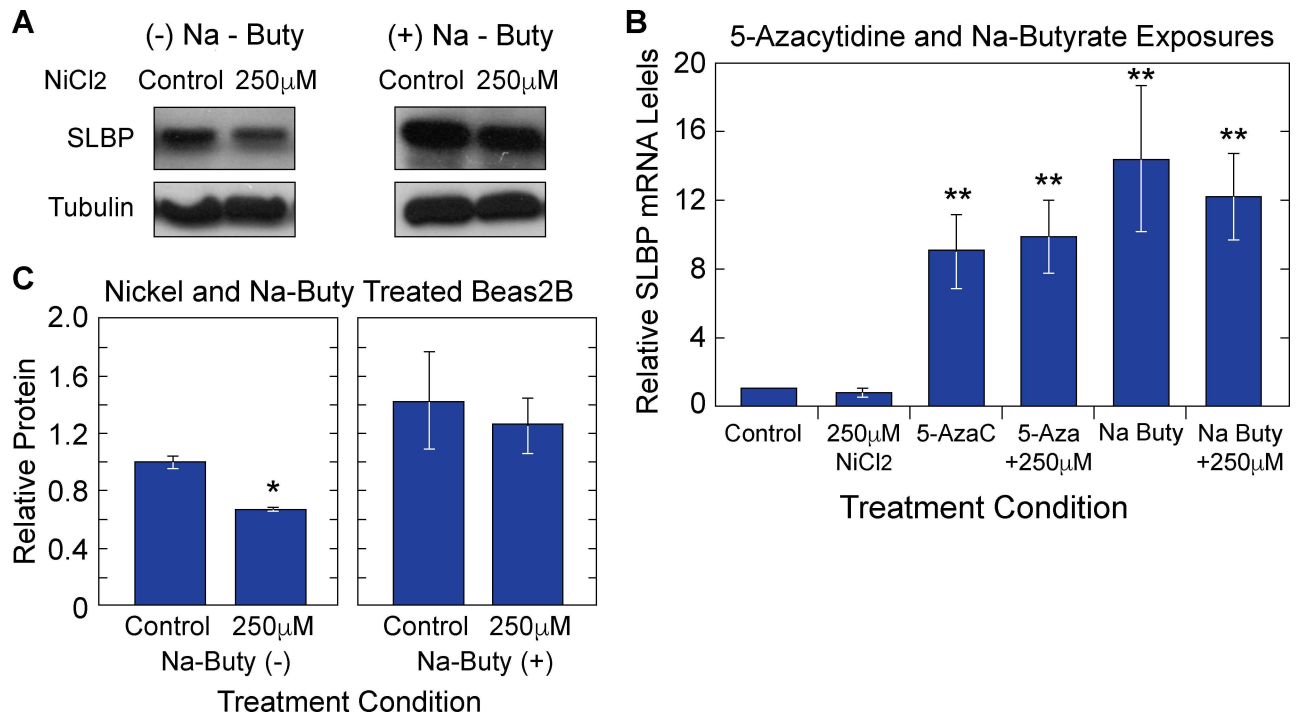 A
(-) Na - Buty
(+) Na - Buty
NiCl2 Control 250μM Control 250μM
SLBP
Tubulin
B
5-Azacytidine and Na-Butyrate Exposures
Relative SLBP mRNA Lelels
20
16
12
8
4
0
**
**
**
**
Control
250μM
NiCl2
5-AzaC
5-Aza
+250μM
Na Buty
Na Buty
+250μM
Treatment Condition
C
Nickel and Na-Buty Treated Beas2B
Relative Protein
2.0
1.6
1.2
0.8
0.4
0
*
Control 250μM Control 250μM
Na-Buty (-) Na-Buty (+)
Treatment Condition